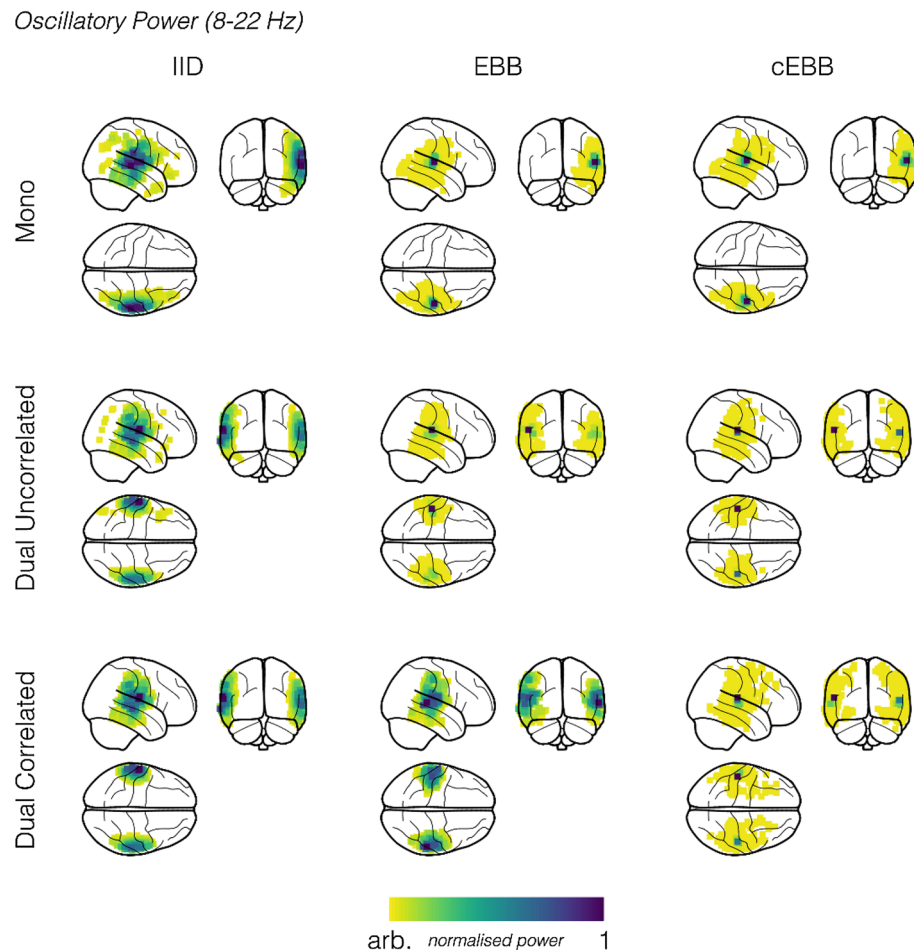 Oscillatory Power (8-22 Hz)
IID
EBB
cEBB
Mono
Dual Uncorrelated
Dual Correlated
arb. normalised power 1